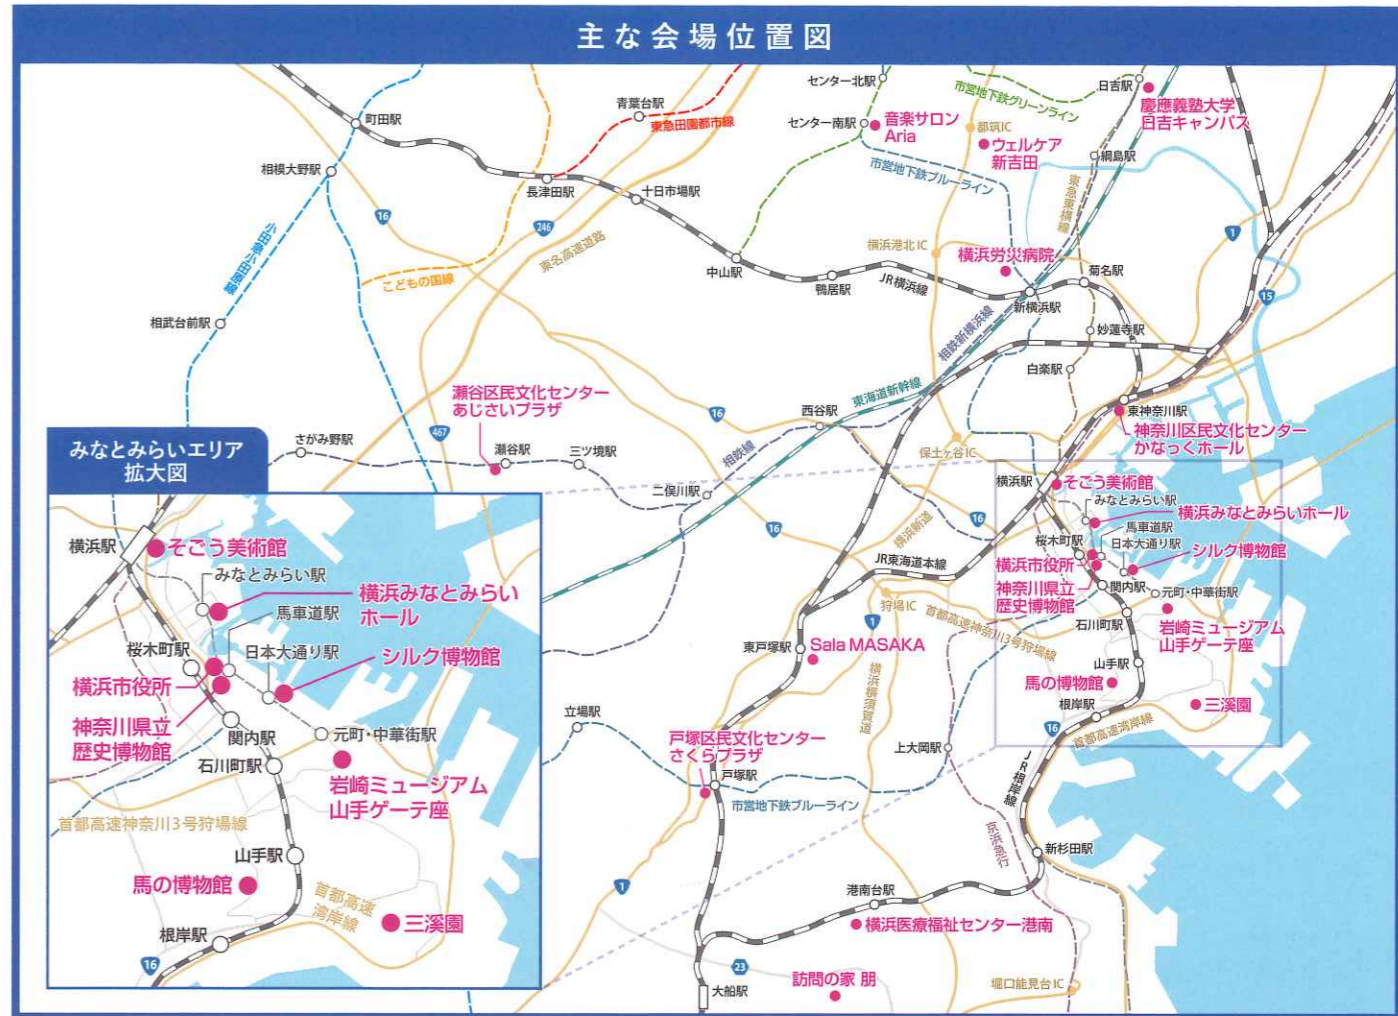 主な会場位置図
町田駅
相模大野駅
小田急小田原線
相武台前駅
青葉台駅
東急田園都市線
長津田駅
十日市場駅
16
246
東名高速道路
こどもの国線
中山駅
鴨居駅
JR横浜線
センター北駅
センター南駅
音楽サロン
Aria
市営地下鉄グリーンライン
都筑IC
ウェルケア
新吉田
市営地下鉄ブルーライン
日吉駅
慶應義塾大学
日吉キャンパス
綱島駅
東急東横線
横浜港北IC
横浜労災病院
菊名駅
新横浜駅
1
15
妙蓮寺駅
白楽駅
相鉄新横浜線
東海道新幹線
瀬谷区民文化センター
あじさいプラザ
16
西谷駅
467
さがみ野駅
瀬谷駅
三ツ境駅
相鉄線
二俣川駅
保土ヶ谷IC
東神奈川駅
神奈川区民文化センター
かなっくホール
横浜駅
そごう美術館
みなとみらい駅
横浜みなとみらいホール
馬車道駅
桜木町駅
日本大通り駅
シルク博物館
横浜市役所
神奈川県立
歴史博物館
関内駅
元町・中華街駅
石川町駅
岩崎ミュージアム
山手ゲーテ座
山手駅
馬の博物館
三溪園
根岸駅
16
首都高速湾岸線
16
16
横浜新道
JR東海道本線
狩場IC
1
首都高速神奈川3号狩場線
東戸塚駅
Sala MASAKA
横浜横須賀道
立場駅
戸塚区民文化センター
さくらプラザ
戸塚駅
上大岡駅
市営地下鉄ブルーライン
JR根岸線
京浜急行
新杉田駅
1
港南台駅
横浜医療福祉センター港南
23
大船駅
訪問の家 朋
堀口能見台IC
みなとみらいエリア
拡大図
横浜駅
そごう美術館
みなとみらい駅
横浜みなとみらい
ホール
馬車道駅
桜木町駅
日本大通り駅
シルク博物館
横浜市役所
神奈川県立
歴史博物館
関内駅
元町・中華街駅
石川町駅
岩崎ミュージアム
山手ゲーテ座
首都高速神奈川3号狩場線
山手駅
馬の博物館
首都高速
湾岸線
三溪園
根岸駅
16